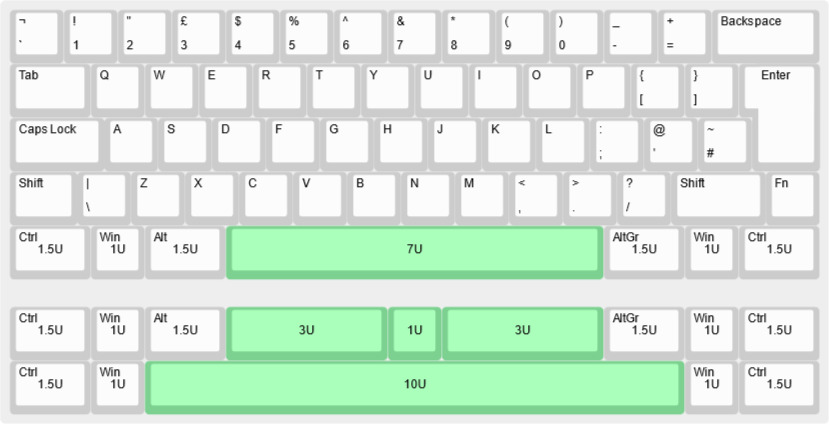 ¬ ! " £ $ % ^ & * ( ) _ + Backspace
` 1 2 3 4 5 6 7 8 9 0 - =
Tab Q W E R T Y U I O P { } Enter
[ ]
Caps Lock A S D F G H J K L : @ ~
; ' #
Shift | Z X C V B N M < > ? Shift Fn
\ , . /
Ctrl Win Alt AltGr Win Ctrl
1.5U 1U 1.5U 7U 1.5U 1U 1.5U
Ctrl Win Alt AltGr Win Ctrl
1.5U 1U 1.5U 3U 1U 3U 1.5U 1U 1.5U
Ctrl Win Win Ctrl
1.5U 1U 10U 1U 1.5U